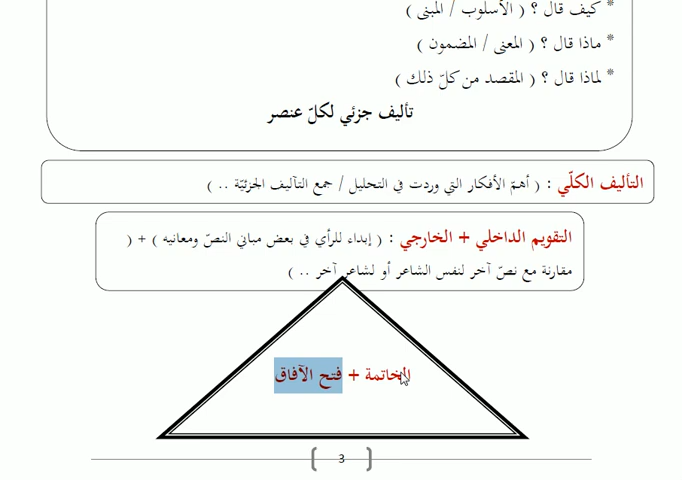 * كيف قال ؟ ( الأسلوب / المبنى )
* ماذا قال ؟ ( المعنى / المضمون )
* لماذا قال ؟ ( المقصد من كلّ ذلك )
تأليف جزئي لكلّ عنصر
التأليف الكلّي : ( أهمّ الأفكار التي وردت في التحليل / جمع التآليف الجزئيّة .. )
التقويم الداخلي + الخارجي : ( إبداء للرأي في بعض مباني النصّ ومعانيه ) + (
مقارنة مع نصّ آخر لنفس الشاعر أو لشاعر آخر .. )
الخاتمة + فتح الآفاق
3